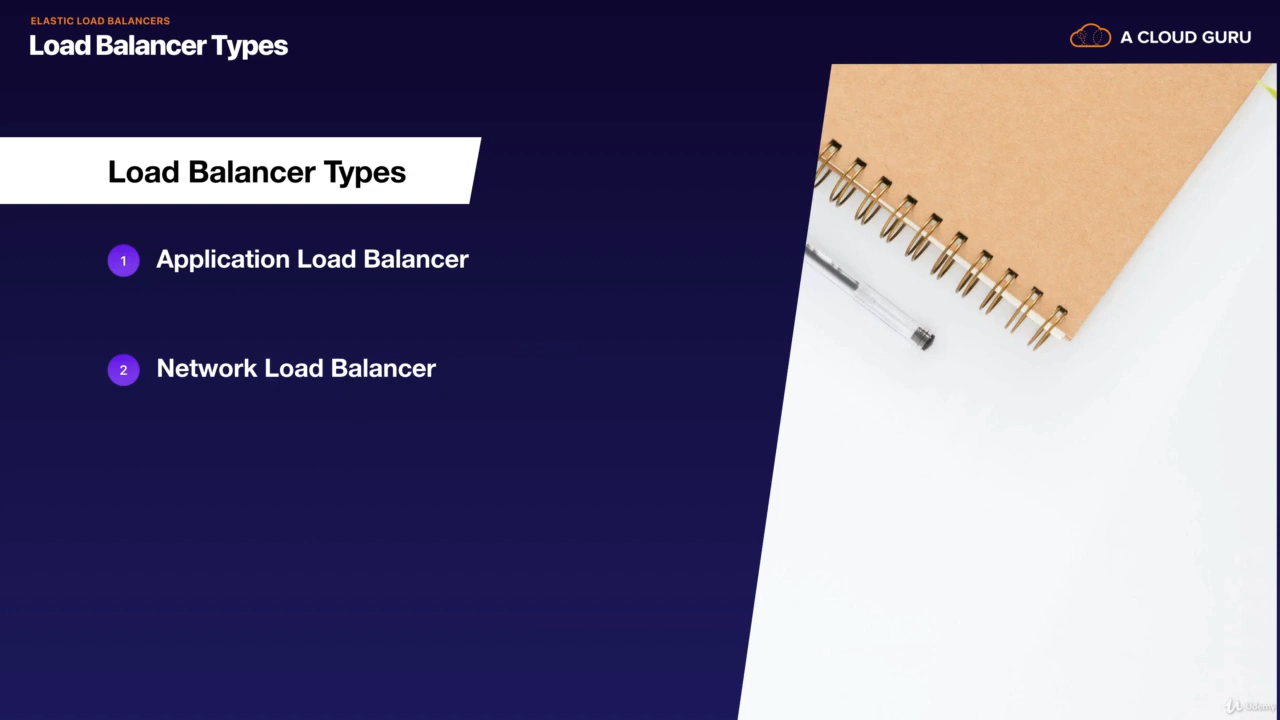 ELASTIC LOAD BALANCERS
Load Balancer Types
A CLOUD GURU
Load Balancer Types
1 Application Load Balancer
2 Network Load Balancer
Udemy